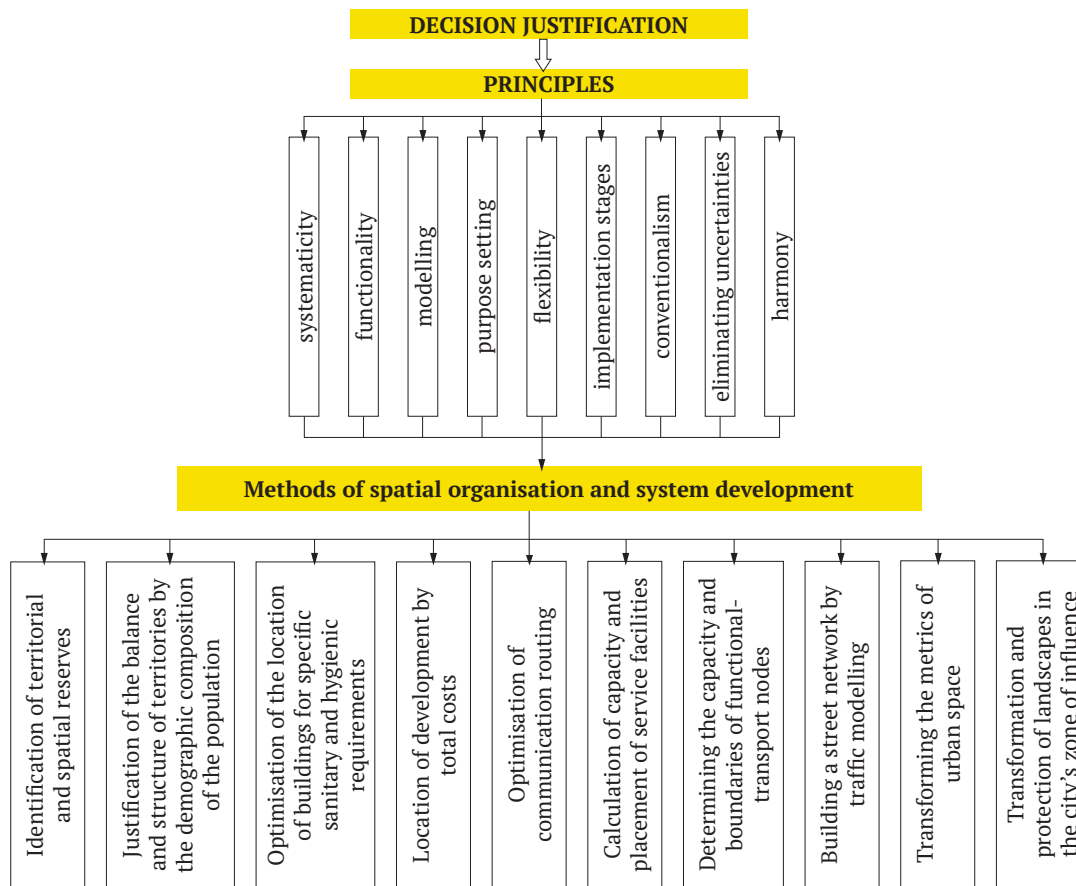 DECISION JUSTIFICATION
PRINCIPLES
systematicity
functionality
modelling
purpose setting
flexibility
implementation stages
conventionalism
eliminating uncertainties
harmony
Methods of spatial organisation and system development
Identification of territorial
and spatial reserves
Justification of the balance
and structure of territories by
the demographic composition
of the population
Optimisation of the location
of buildings for specific
sanitary and hygienic
requirements
Location of development by
total costs
Optimisation of
communication routing
Calculation of capacity and
placement of service facilities
Determining the capacity and
boundaries of functional-
transport nodes
Building a street network by
traffic modelling
Transforming the metrics of
urban space
Transformation and
protection of landscapes in
the city's zone of influence